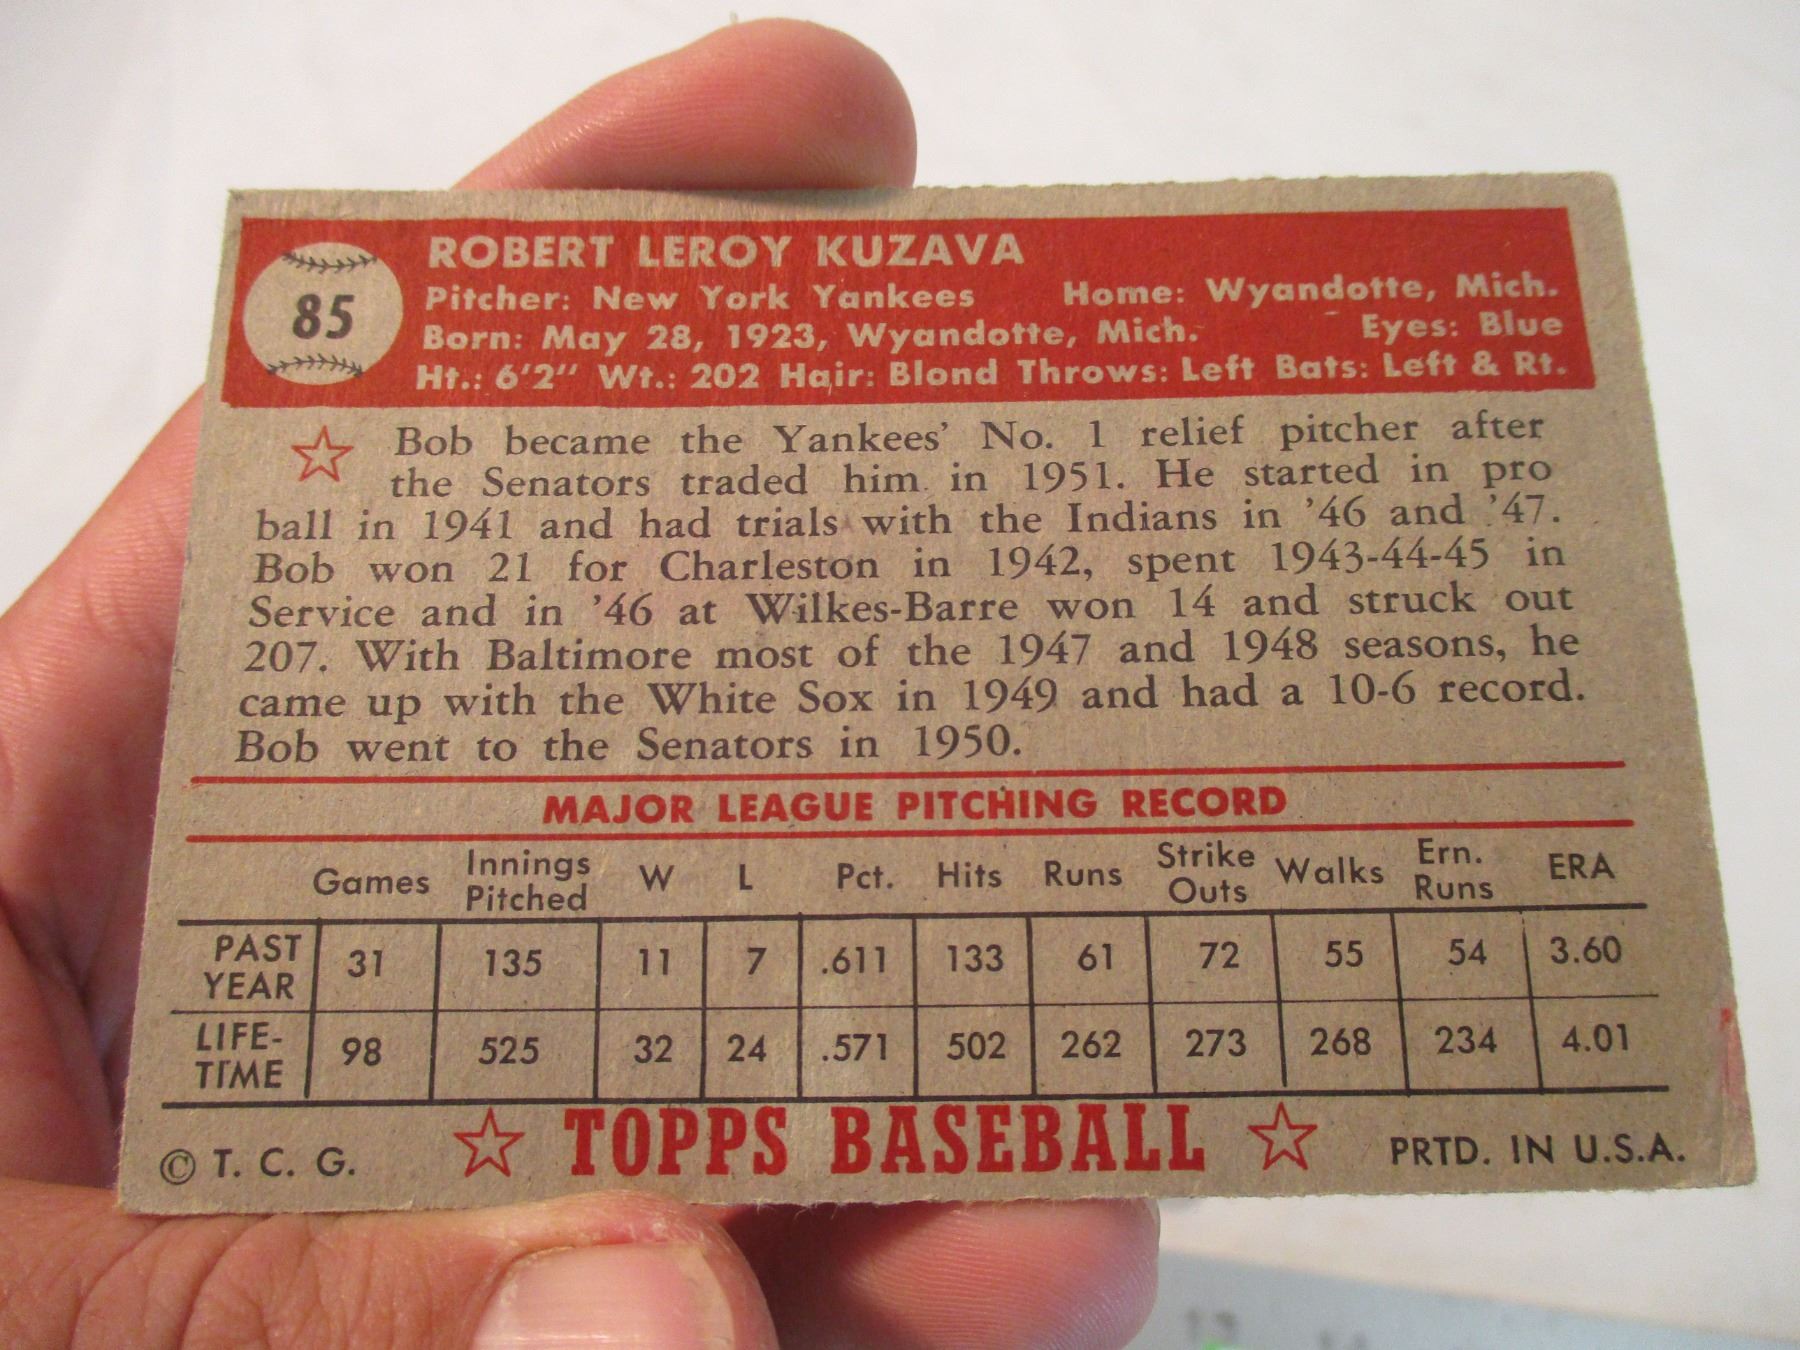 85
ROBERT LEROY KUZAVA
Pitcher: New York Yankees Home: Wyandotte, Mich.
Born: May 28, 1923, Wyandotte, Mich. Eyes: Blue
Ht.: 6'2" Wt.: 202 Hair: Blond Throws: Left Bats: Left & Rt.
Bob became the Yankees' No. 1 relief pitcher after
the Senators traded him in 1951. He started in pro
ball in 1941 and had trials with the Indians in '46 and '47.
Bob won 21 for Charleston in 1942, spent 1943-44-45 in
Service and in '46 at Wilkes-Barre won 14 and struck out
207. With Baltimore most of the 1947 and 1948 seasons, he
came up with the White Sox in 1949 and had a 10-6 record.
Bob went to the Senators in 1950.
MAJOR LEAGUE PITCHING RECORD
Games Innings Pitched W L Pct. Hits Runs Strike Outs Walks Ern. Runs ERA
PAST YEAR 31 135 11 7 .611 133 61 72 55 54 3.60
LIFE-TIME 98 525 32 24 .571 502 262 273 268 234 4.01
© T. C. G. TOPPS BASEBALL PRTD. IN U.S.A.